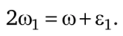 2ω₁ = ω + ε₁.